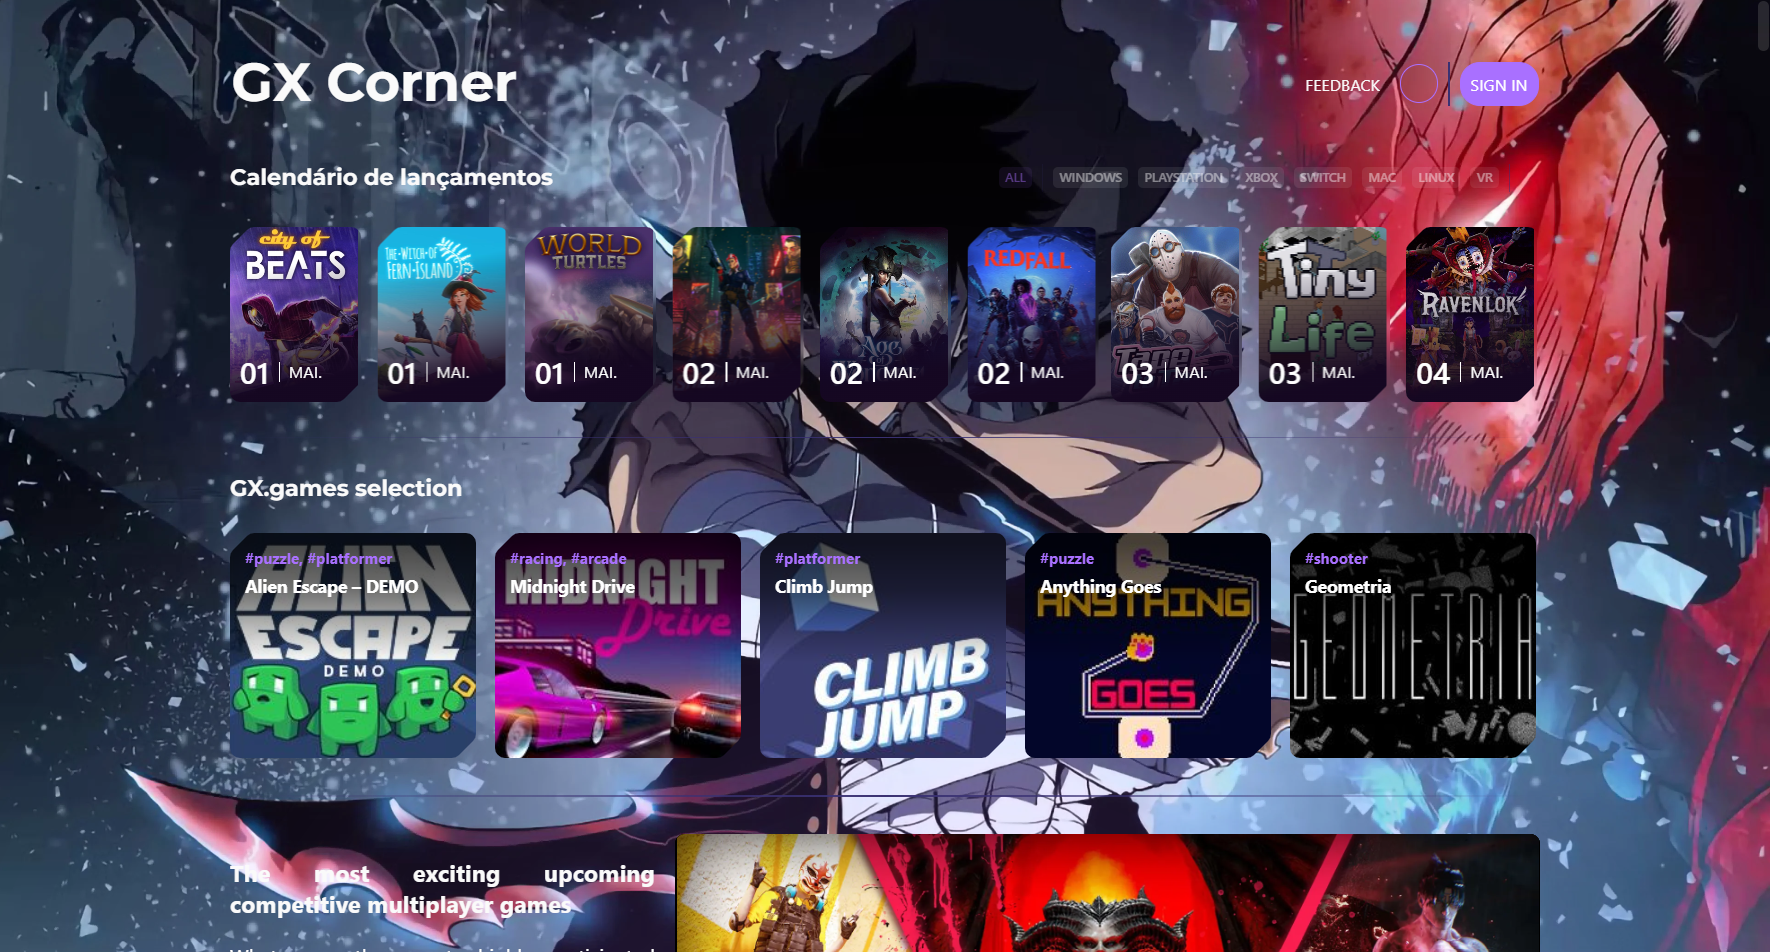 GX Corner
FEEDBACK
SIGN IN
Calendário de lançamentos
ALL WINDOWS PLAYSTATION XBOX SWITCH MAC LINUX VR
city of
BEATS
01 | MAI.
THE WITCH OF
FERN ISLAND
01 | MAI.
WORLD
TURTLES
01 | MAI.
02 | MAI.
Age
02 | MAI.
REDFALL
02 | MAI.
Tape
03 | MAI.
Tiny
Life
03 | MAI.
RAVENLOK
04 | MAI.
GX.games selection
#puzzle, #platformer
Alien Escape – DEMO
ALIEN
ESCAPE
DEMO
#racing, #arcade
Midnight Drive
MIDNIGHT
Drive
#platformer
Climb Jump
CLIMB
JUMP
#puzzle
Anything Goes
ANYTHING
GOES
#shooter
Geometria
GEOMETRIA
The most exciting upcoming
competitive multiplayer games